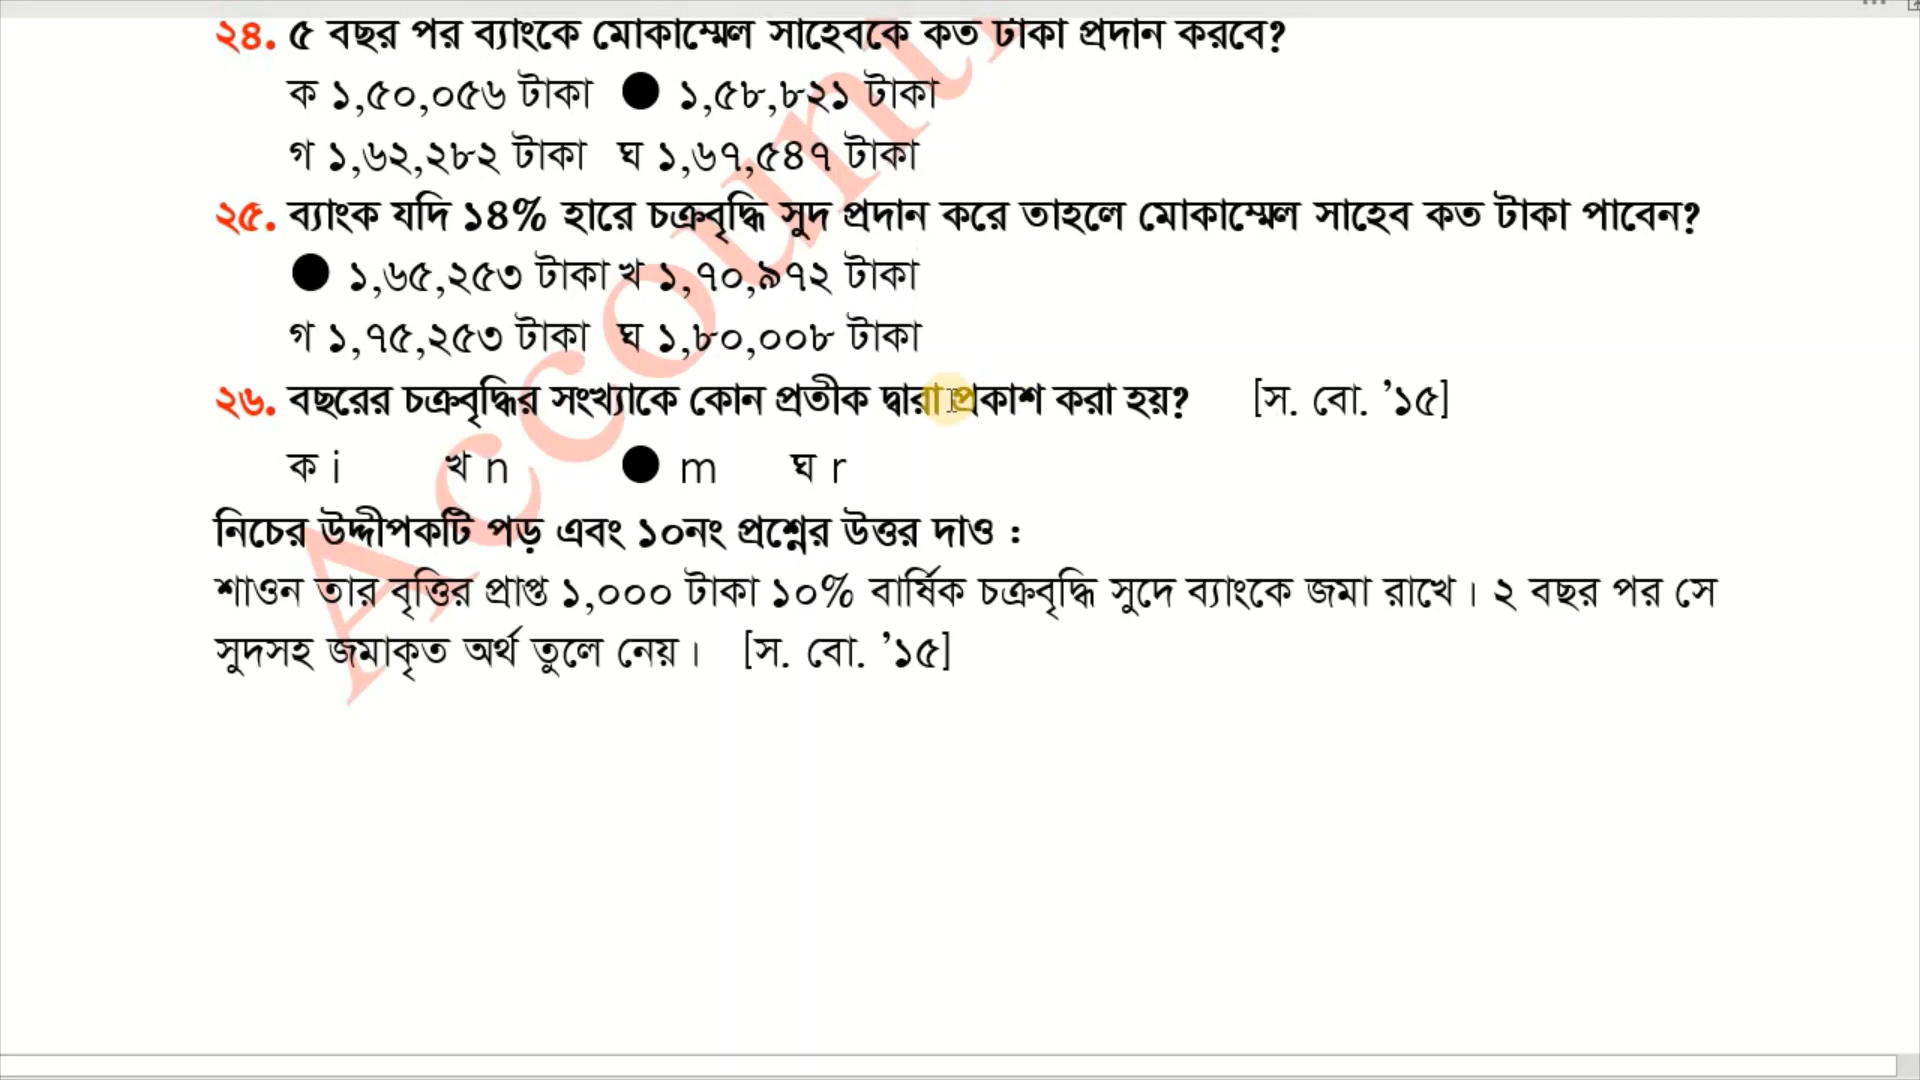 ২৪. ৫ বছর পর ব্যাংকে মোকাম্মেল সাহেবকে কত টাকা প্রদান করবে?
ক ১,৫০,০৫৬ টাকা ● ১,৫৮,৮২১ টাকা
গ ১,৬২,২৮২ টাকা ঘ ১,৬৭,৫৪৭ টাকা
২৫. ব্যাংক যদি ১৪% হারে চক্রবৃদ্ধি সুদ প্রদান করে তাহলে মোকাম্মেল সাহেব কত টাকা পাবেন?
● ১,৬৫,২৫৩ টাকা খ ১,৭০,৯৭২ টাকা
গ ১,৭৫,২৫৩ টাকা ঘ ১,৮০,০০৮ টাকা
২৬. বছরের চক্রবৃদ্ধির সংখ্যাকে কোন প্রতীক দ্বারা প্রকাশ করা হয়? [স. বো. ’১৫]
ক i খ n ● m ঘ r
নিচের উদ্দীপকটি পড় এবং ১০নং প্রশ্নের উত্তর দাও :
শাওন তার বৃত্তির প্রাপ্ত ১,০০০ টাকা ১০% বার্ষিক চক্রবৃদ্ধি সুদে ব্যাংকে জমা রাখে। ২ বছর পর সে
সুদসহ জমাকৃত অর্থ তুলে নেয়। [স. বো. ’১৫]